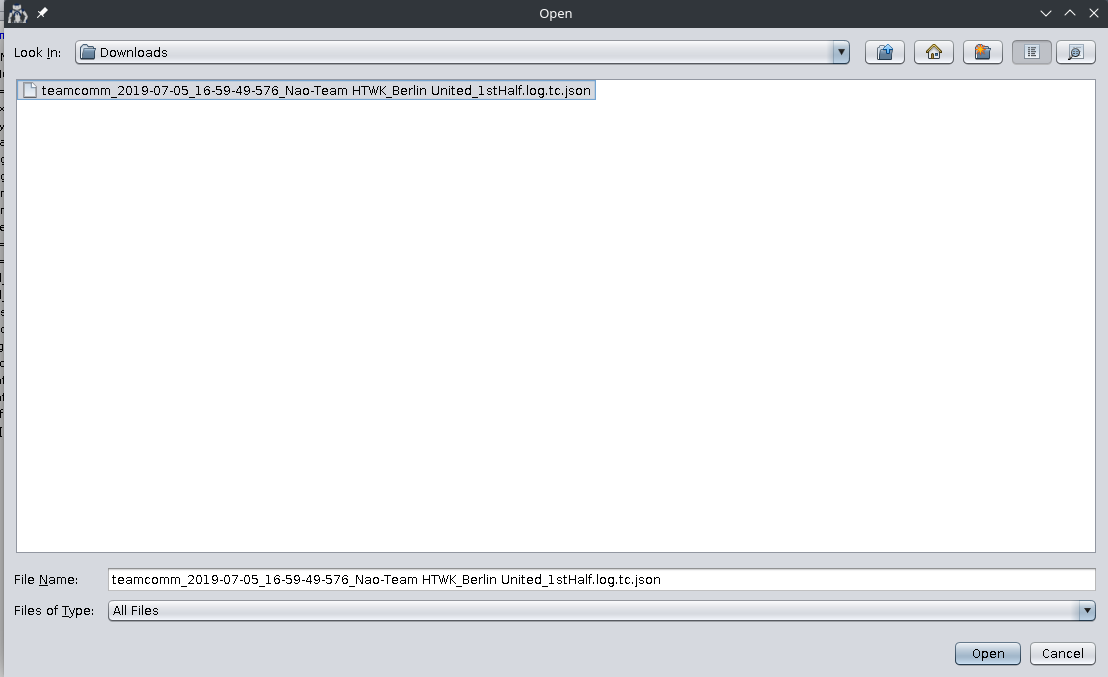 Open
Look In: Downloads
teamcomm_2019-07-05_16-59-49-576_Nao-Team HTWK_Berlin United_1stHalf.log.tc.json
File Name: teamcomm_2019-07-05_16-59-49-576_Nao-Team HTWK_Berlin United_1stHalf.log.tc.json
Files of Type: All Files
Open Cancel